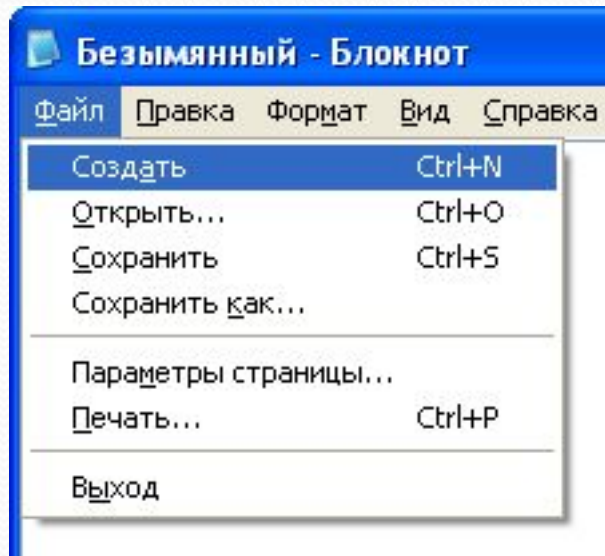 Безымянный - Блокнот
Файл Правка Формат Вид Справка
Создать Ctrl+N
Открыть... Ctrl+O
Сохранить Ctrl+S
Сохранить как...
Параметры страницы...
Печать... Ctrl+P
Выход